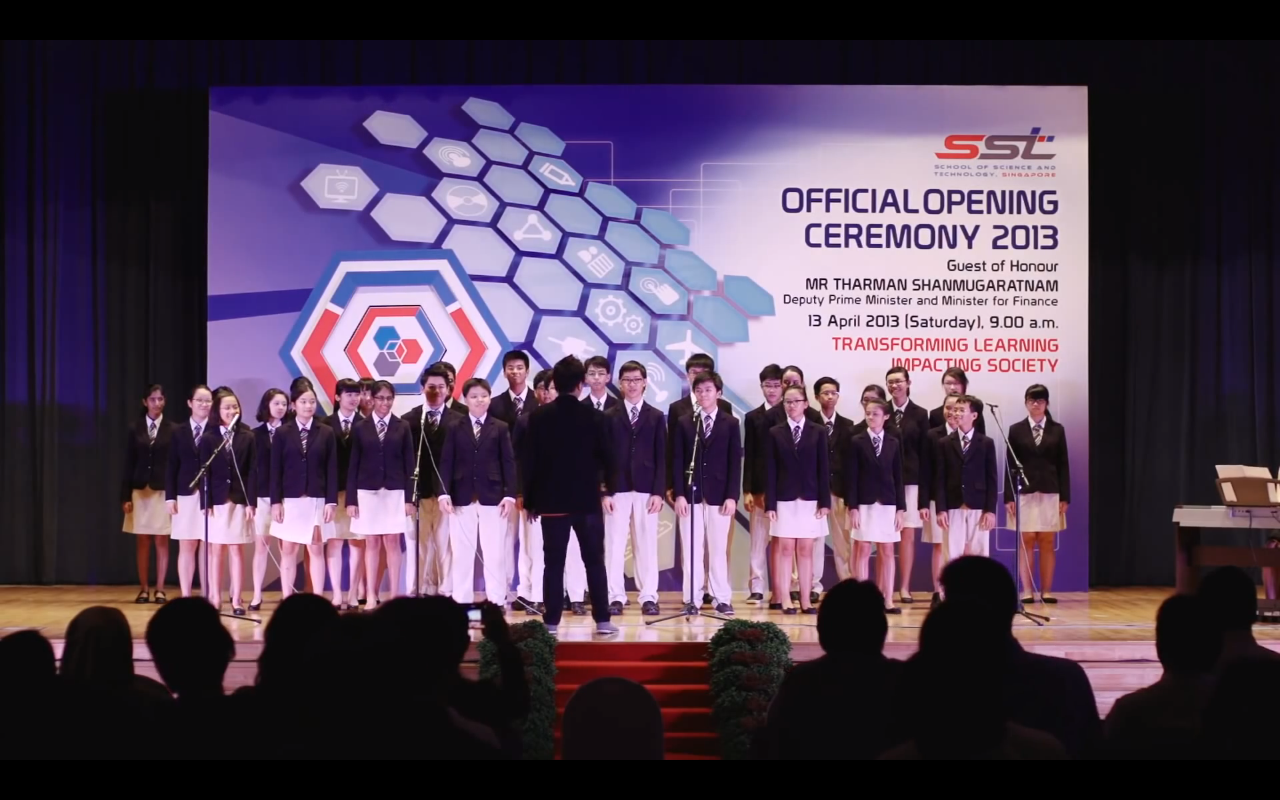 SST
SCHOOL OF SCIENCE AND
TECHNOLOGY, SINGAPORE
OFFICIAL OPENING
CEREMONY 2013
Guest of Honour
MR THARMAN SHANMUGARATNAM
Deputy Prime Minister and Minister for Finance
13 April 2013 (Saturday), 9.00 a.m.
TRANSFORMING LEARNING
IMPACTING SOCIETY